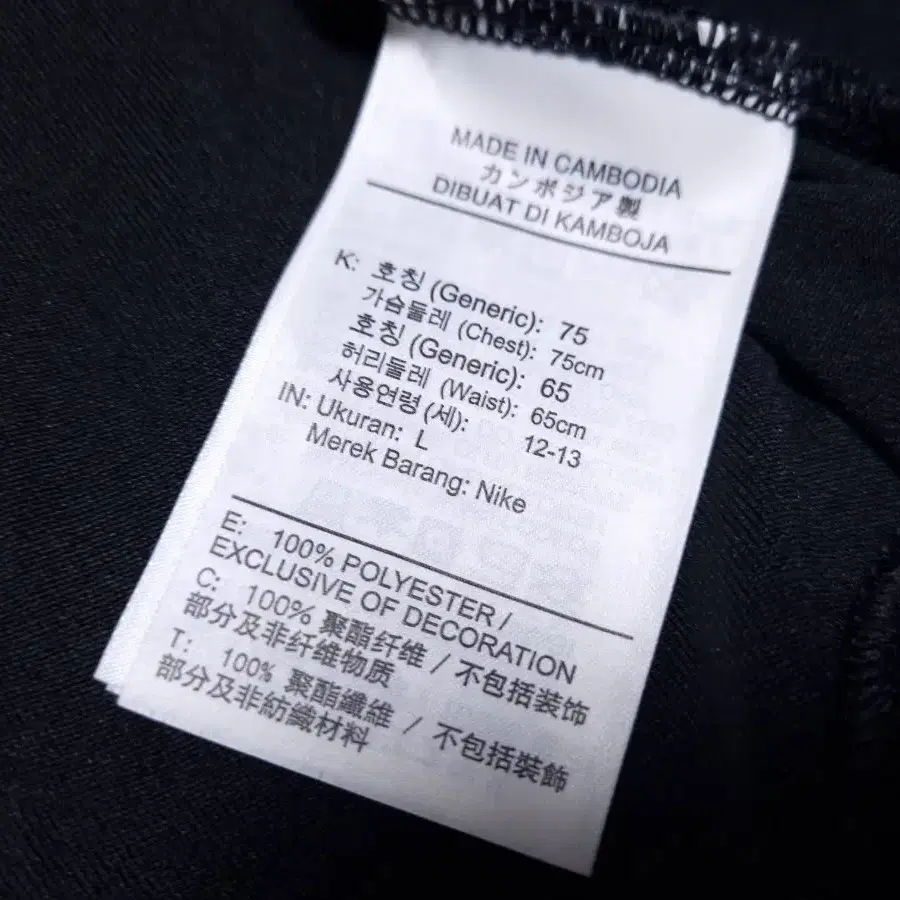 MADE IN CAMBODIA
カンボジア製
DIBUAT DI KAMBOJA
K: 호칭 (Generic): 75
가슴둘레 (Chest): 75cm
호칭 (Generic): 65
허리둘레 (Waist): 65cm
사용연령 (세): 12-13
IN: Ukuran: L
Merek Barang: Nike
E: 100% POLYESTER /
EXCLUSIVE OF DECORATION
C: 100% 聚酯纤维 / 不包括装饰
部分及非纤维物质
T: 100% 聚酯纖維 / 不包括裝飾
部分及非紡織材料